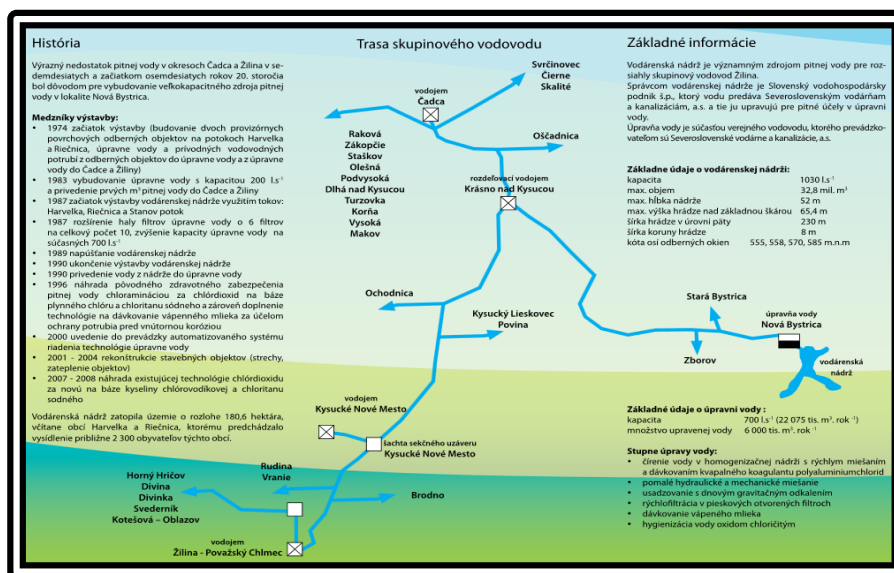 História
Výrazný nedostatok pitnej vody v okresoch Čadca a Žilina v se-
demdesiatych a začiatkom osemdesiatych rokov 20. storočia
bol dôvodom pre vybudovanie veľkokapacitného zdroja pitnej
vody v lokalite Nová Bystrica.
Medzníky výstavby:
• 1974 začiatok výstavby (budovanie dvoch provizórnych
povrchových odberných objektov na potokoch Harvelka
a Riečnica, úpravne vody a prívodných vodovodných
potrubí z odberných objektov do úpravne vody a z úpravne
vody do Čadce a Žiliny)
• 1983 vybudovanie úpravne vody s kapacitou 200 l.s⁻¹
a privedenie prvých m³ pitnej vody do Čadce a Žiliny
• 1987 začiatok výstavby vodárenskej nádrže využitím tokov:
Harvelka, Riečnica a Stanov potok
• 1987 rozšírenie haly filtrov úpravne vody o 6 filtrov
na celkový počet 10, zvýšenie kapacity úpravne vody na
súčasných 700 l.s⁻¹
• 1989 napúšťanie vodárenskej nádrže
• 1990 ukončenie výstavby vodárenskej nádrže
• 1990 privedenie vody z nádrže do úpravne vody
• 1996 náhrada pôvodného zdravotného zabezpečenia
pitnej vody chloramináciou za chlórdioxid na báze
plynného chlóru a chloritanu sódneho a zároveň doplnenie
technológie na dávkovanie vápenného mlieka za účelom
ochrany potrubia pred vnútornou koróziou
• 2000 uvedenie do prevádzky automatizovaného systému
riadenia technológie úpravne vody
• 2001 - 2004 rekonštrukcie stavebných objektov (strechy,
zateplenie objektov)
• 2007 - 2008 náhrada existujúcej technológie chlórdioxidu
za novú na báze kyseliny chlórovodíkovej a chloritanu
sodného
Vodárenská nádrž zatopila územie o rozlohe 180,6 hektára,
včítane obcí Harvelka a Riečnica, ktorému predchádzalo
vysídlenie približne 2 300 obyvateľov týchto obcí.
Trasa skupinového vodovodu
Svrčinovec
Čierne
Skalité
vodojem
Čadca
Raková
Zákopčie
Staškov
Olešná
Podvysoká
Dlhá nad Kysucou
Turzovka
Korňa
Vysoká
Makov
Oščadnica
rozdeľovací vodojem
Krásno nad Kysucou
Ochodnica
Kysucký Lieskovec
Povina
Stará Bystrica
úpravňa vody
Nová Bystrica
Zborov
vodárenská
nádrž
vodojem
Kysucké Nové Mesto
šachta sekčného uzáveru
Kysucké Nové Mesto
Rudina
Vranie
Brodno
Horný Hričov
Divina
Divinka
Svederník
Kotešová – Oblazov
vodojem
Žilina - Považský Chlmec
Základné informácie
Vodárenská nádrž je významným zdrojom pitnej vody pre roz-
siahly skupinový vodovod Žilina.
Správcom vodárenskej nádrže je Slovenský vodohospodársky
podnik š.p., ktorý vodu predáva Severoslovenským vodárňam
a kanalizáciám, a.s. a tie ju upravujú pre pitné účely v úpravni
vody.
Úpravňa vody je súčasťou verejného vodovodu, ktorého prevádzko-
vateľom sú Severoslovenské vodárne a kanalizácie, a.s.
Základné údaje o vodárenskej nádrži:
kapacita 1030 l.s⁻¹
max. objem 32,8 mil. m³
max. hĺbka nádrže 52 m
max. výška hrádze nad základnou škárou 65,4 m
šírka hrádze v úrovni päty 230 m
šírka koruny hrádze 8 m
kóta osí odberných okien 555, 558, 570, 585 m.n.m
Základné údaje o úpravni vody :
kapacita 700 l.s⁻¹ (22 075 tis. m³. rok ⁻¹)
množstvo upravenej vody 6 000 tis. m³. rok ⁻¹
Stupne úpravy vody:
• čírenie vody v homogenizačnej nádrži s rýchlym miešaním
a dávkovaním kvapalného koagulantu polyaluminiumchlorid
• pomalé hydraulické a mechanické miešanie
• usadzovanie s dnovým gravitačným odkalením
• rýchlofiltrácia v pieskových otvorených filtroch
• dávkovanie vápeného mlieka
• hygienizácia vody oxidom chloričitým